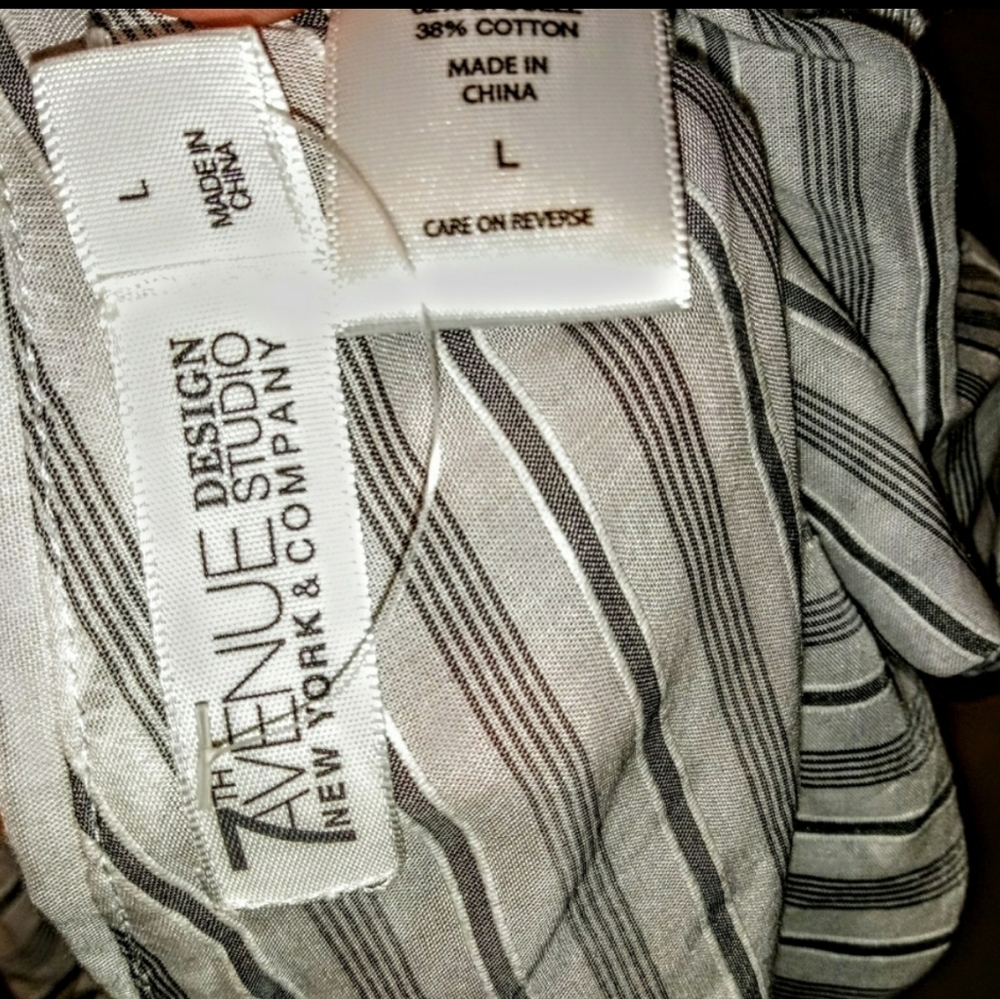 38% COTTON
MADE IN
CHINA
L
CARE ON REVERSE
L
MADE IN
CHINA
7TH AVENUE DESIGN STUDIO
NEW YORK & COMPANY